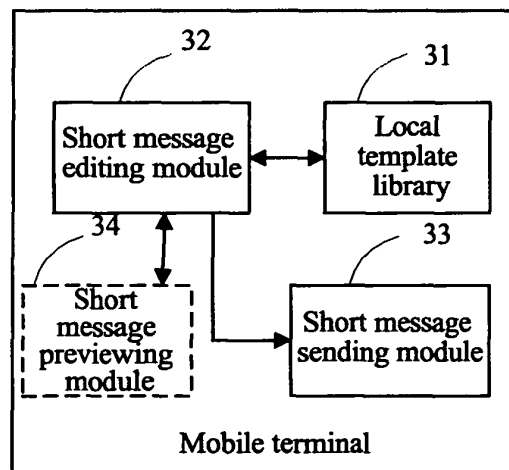 32
31
Short message
editing module
Local
template
library
34
33
Short
message
previewing
module
Short message
sending module
Mobile terminal